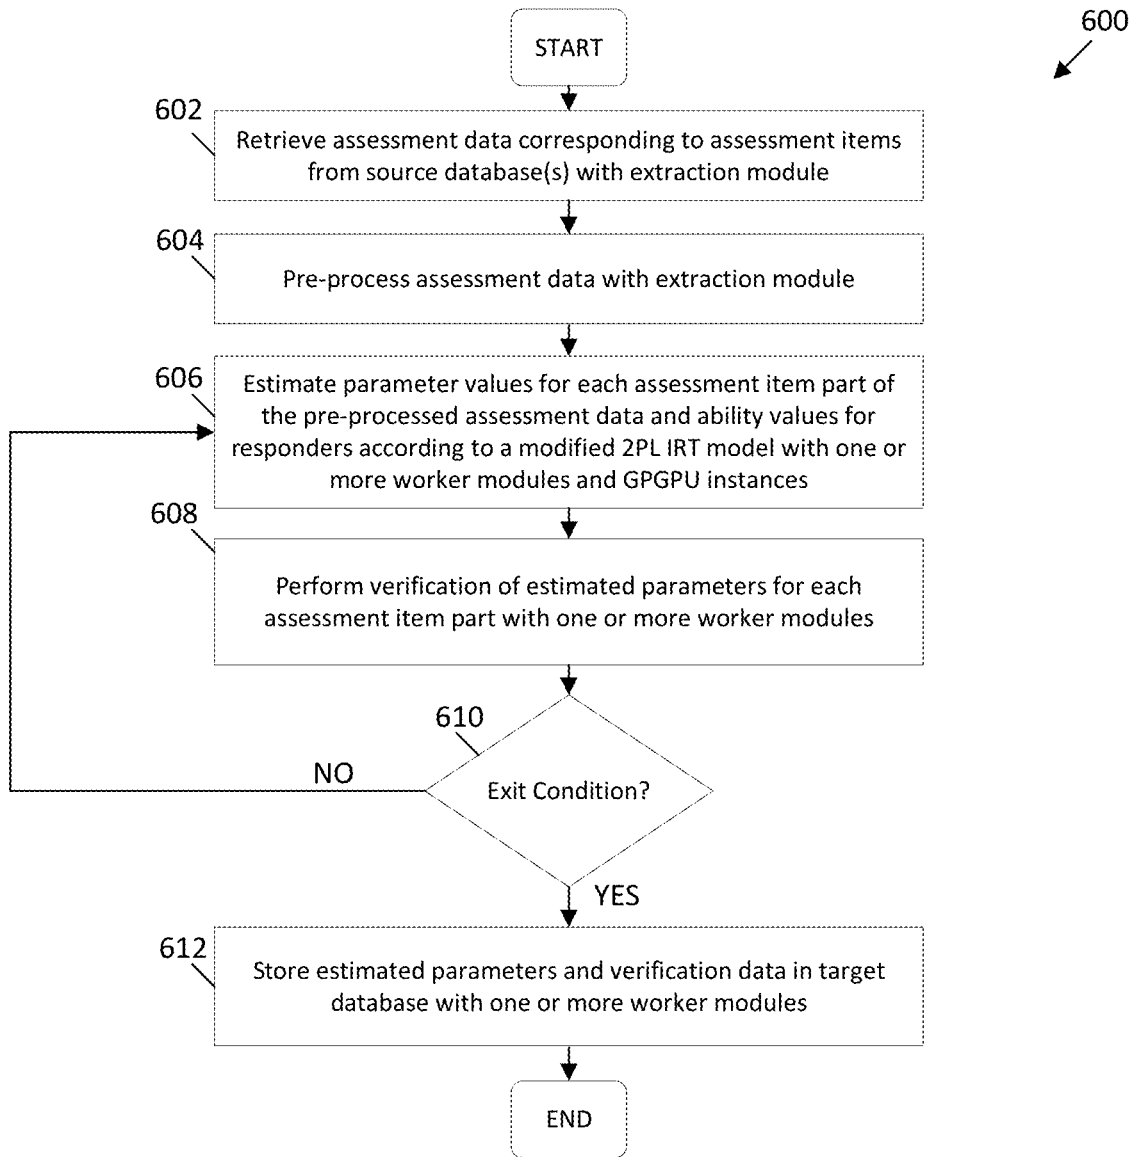 600
START
602
Retrieve assessment data corresponding to assessment items
from source database(s) with extraction module
604
Pre-process assessment data with extraction module
606
Estimate parameter values for each assessment item part of
the pre-processed assessment data and ability values for
responders according to a modified 2PL IRT model with one or
more worker modules and GPGPU instances
608
Perform verification of estimated parameters for each
assessment item part with one or more worker modules
610
Exit Condition?
NO
YES
612
Store estimated parameters and verification data in target
database with one or more worker modules
END